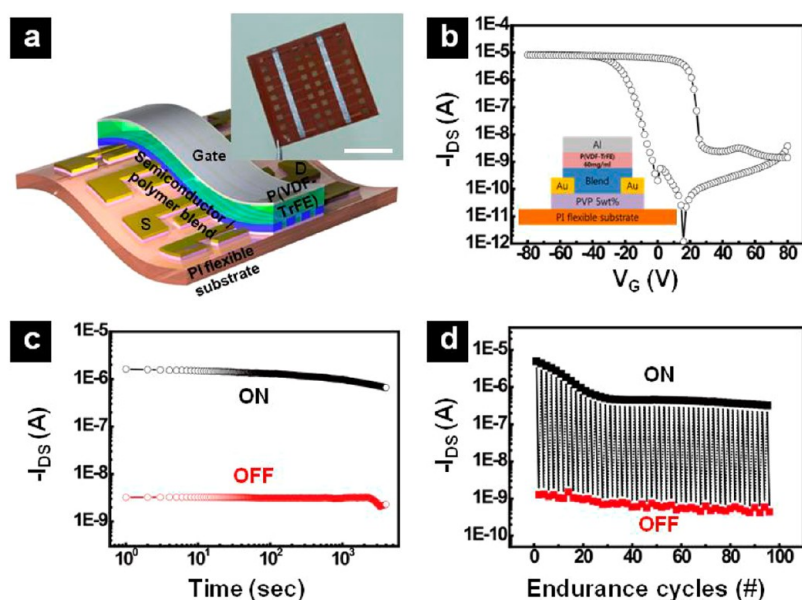 a
Gate
D
P(VDF-
TrFE)
Semiconductor /
polymer blend
S
PI flexible
substrate
b
-I_DS (A)
1E-4
1E-5
1E-6
1E-7
1E-8
1E-9
1E-10
1E-11
1E-12
Al
P(VDF-TrFE)
60mg/ml
Au
Blend
Au
PVP 5wt%
PI flexible substrate
-80 -60 -40 -20 0 20 40 60 80
V_G (V)
c
-I_DS (A)
1E-5
1E-6
1E-7
1E-8
1E-9
ON
OFF
10^0 10^1 10^2 10^3
Time (sec)
d
-I_DS (A)
1E-4
1E-5
1E-6
1E-7
1E-8
1E-9
1E-10
ON
OFF
0 20 40 60 80 100
Endurance cycles (#)